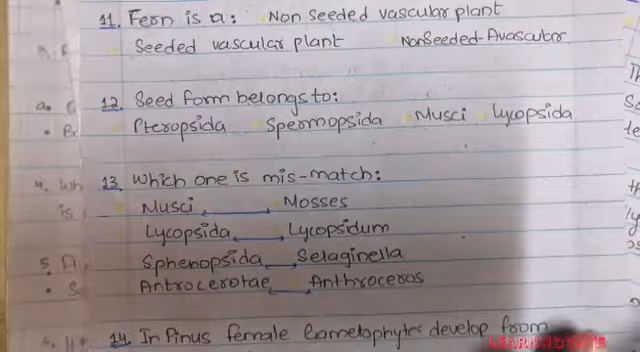 11. Fern is a: Non Seeded vascular plant
Seeded vascular plant NonSeeded-Avascular
12. Seed form belongs to:
Pteropsida Spermopsida Musci Lycopsida
13. Which one is mis-match:
Musci Mosses
Lycopsida Lycopsidum
Sphenopsida Selaginella
Antrocerotae Anthroceros
14. In Pinus female Gametophytes develop from